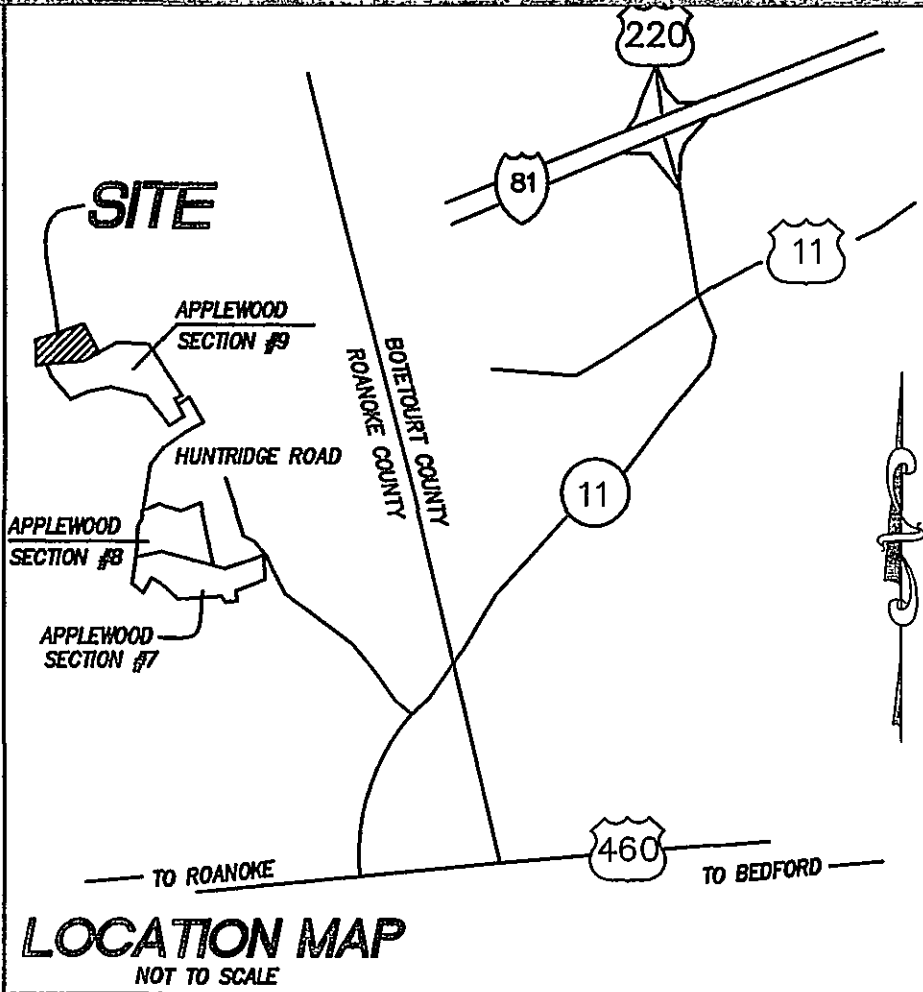 220
81
SITE
11
APPLEWOOD
SECTION #9
BOTETOURT COUNTY
ROANOKE COUNTY
HUNTRIDGE ROAD
11
APPLEWOOD
SECTION #8
APPLEWOOD
SECTION #7
460
TO ROANOKE
TO BEDFORD
LOCATION MAP
NOT TO SCALE